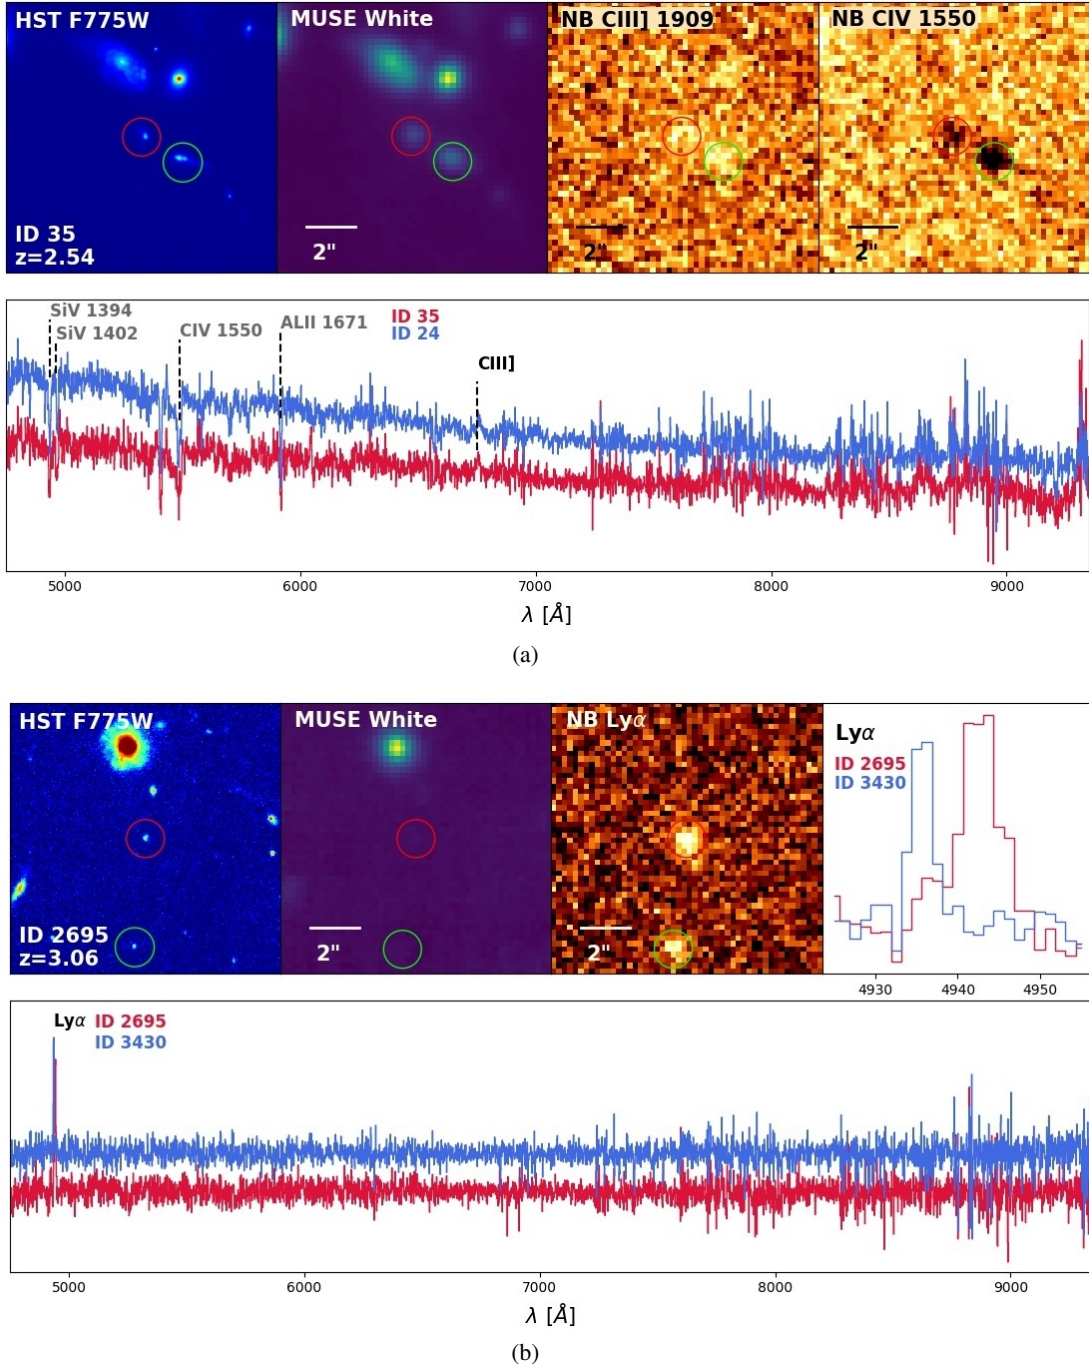 HST F775W
MUSE White
NB CIII] 1909
NB CIV 1550
ID 35
z=2.54
2"
2"
2"
SiV 1394
SiV 1402
CIV 1550
ALII 1671
ID 35
ID 24
CIII]
5000
6000
7000
8000
9000
λ [Å]
(a)
HST F775W
MUSE White
NB Lyα
Lyα
ID 2695
ID 3430
ID 2695
z=3.06
2"
2"
4930
4940
4950
Lyα
ID 2695
ID 3430
5000
6000
7000
8000
9000
λ [Å]
(b)